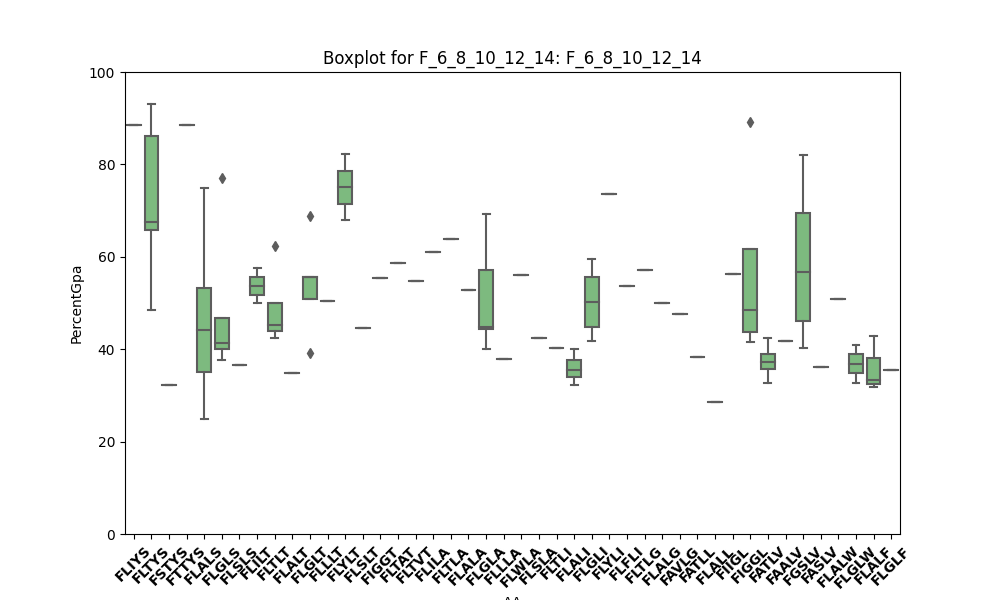 Boxplot for F_6_8_10_12_14: F_6_8_10_12_14
PercentGpa
100
80
60
40
20
0
FLIYS
FLTYS
FSTYS
FTTYS
FLALS
FLGLS
FLSLS
FLILT
FLTLT
FLALT
FLGLT
FLLLT
FLYLT
FLSLT
FIGGT
FLTAT
FLTVT
FLILA
FLTLA
FLALA
FLGLA
FLLLA
FLWLA
FLSLA
FLTLI
FLALI
FLGLI
FLYLI
FLFLI
FLTLG
FLALG
FAVLG
FATLL
FLALL
FIIGL
FIGGL
FATLV
FAALV
FGSLV
FASLV
FLALW
FLGLW
FLALF
FLGLF